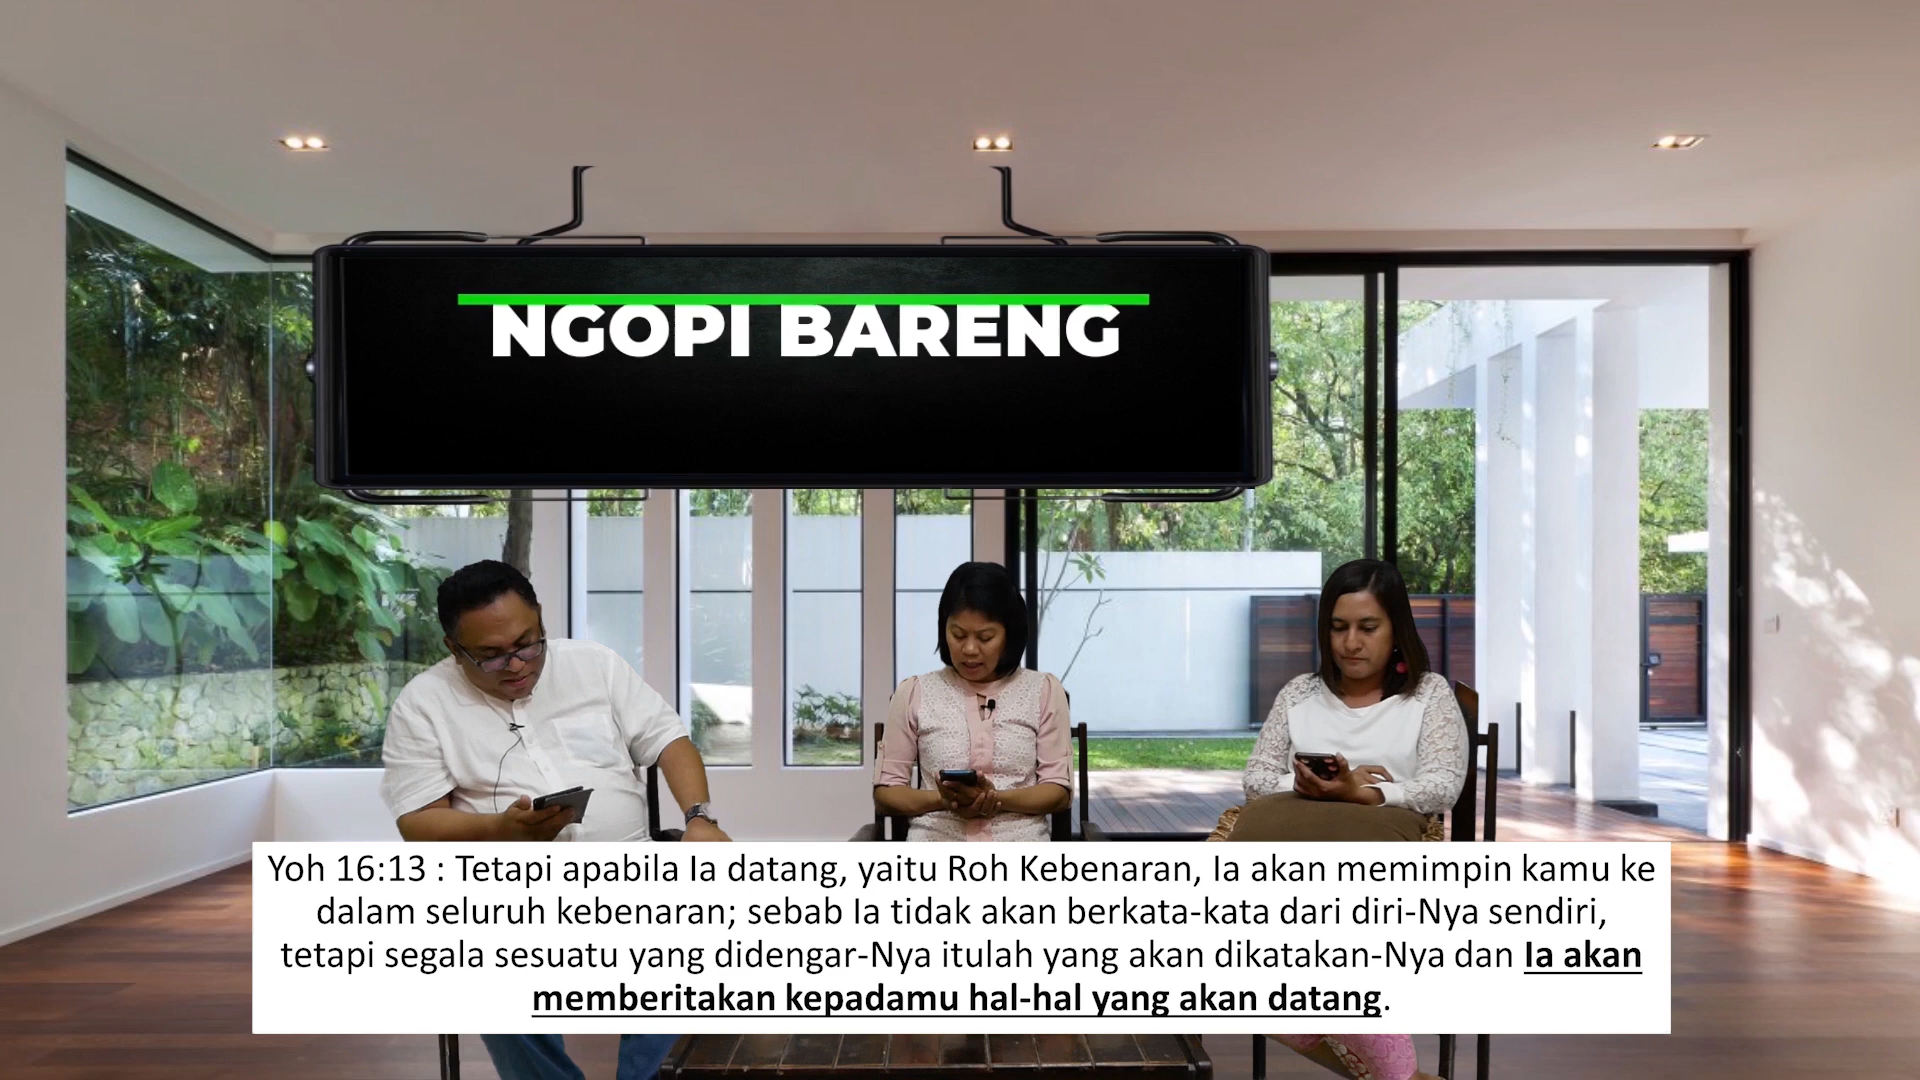 NGOPI BARENG
Yoh 16:13 : Tetapi apabila Ia datang, yaitu Roh Kebenaran, Ia akan memimpin kamu ke
dalam seluruh kebenaran; sebab Ia tidak akan berkata-kata dari diri-Nya sendiri,
tetapi segala sesuatu yang didengar-Nya itulah yang akan dikatakan-Nya dan Ia akan
memberitakan kepadamu hal-hal yang akan datang.